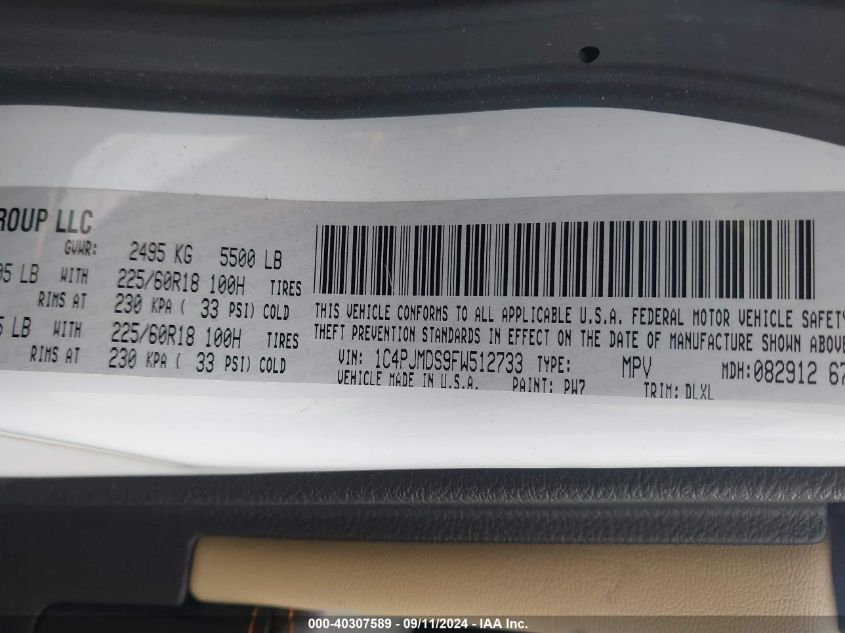 ROUP LLC
GVWR: 2495 KG 5500 LB
95 LB WITH 225/60R18 100H TIRES
RIMS AT 230 KPA ( 33 PSI) COLD
5 LB WITH 225/60R18 100H TIRES
RIMS AT 230 KPA ( 33 PSI) COLD
THIS VEHICLE CONFORMS TO ALL APPLICABLE U.S.A. FEDERAL MOTOR VEHICLE SAFETY
THEFT PREVENTION STANDARDS IN EFFECT ON THE DATE OF MANUFACTURE SHOWN ABOVE
VIN: 1C4PJMDS9FW512733 TYPE: MPV MDH:082912 67
VEHICLE MADE IN U.S.A. PAINT: PW7 TRIM: DLXL
000-40307589 - 09/11/2024 - IAA Inc.